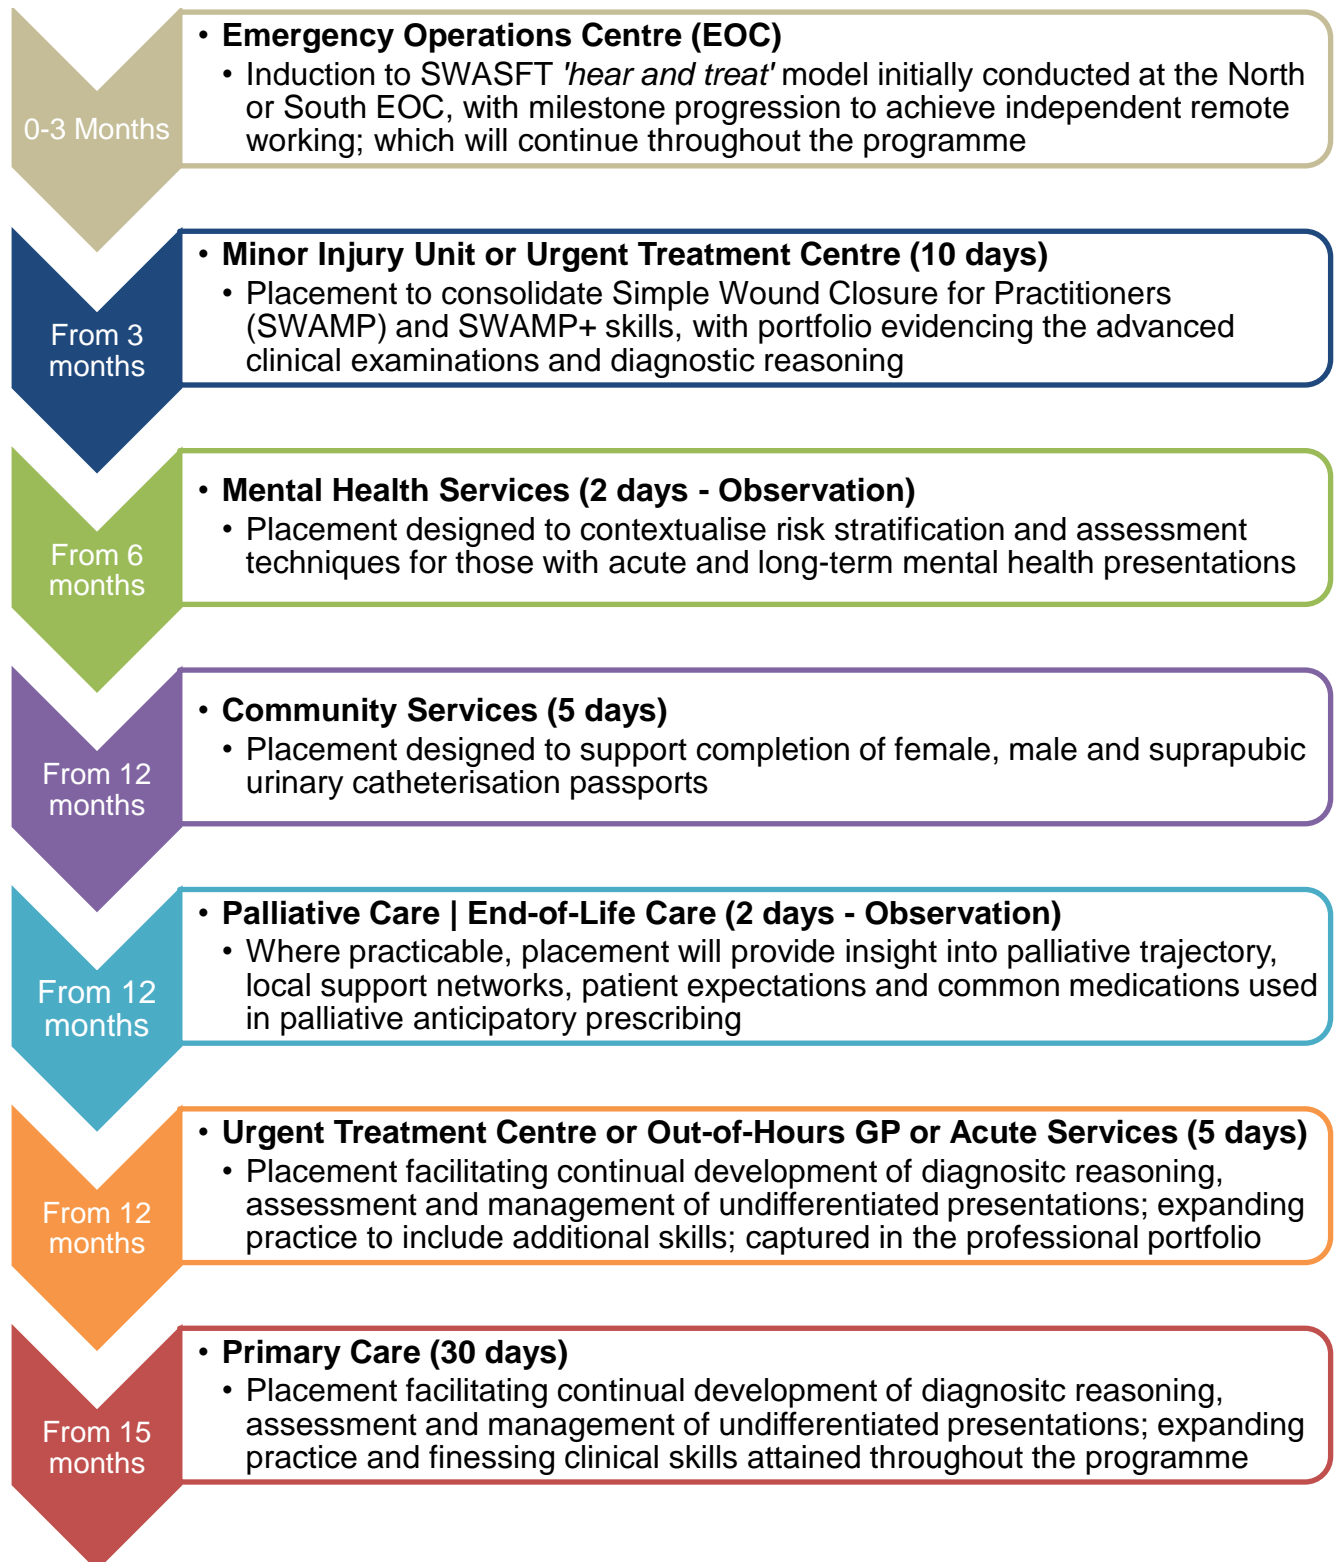 0-3 Months
• Emergency Operations Centre (EOC)
• Induction to SWASFT 'hear and treat' model initially conducted at the North
or South EOC, with milestone progression to achieve independent remote
working; which will continue throughout the programme
From 3
months
• Minor Injury Unit or Urgent Treatment Centre (10 days)
• Placement to consolidate Simple Wound Closure for Practitioners
(SWAMP) and SWAMP+ skills, with portfolio evidencing the advanced
clinical examinations and diagnostic reasoning
From 6
months
• Mental Health Services (2 days - Observation)
• Placement designed to contextualise risk stratification and assessment
techniques for those with acute and long-term mental health presentations
From 12
months
• Community Services (5 days)
• Placement designed to support completion of female, male and suprapubic
urinary catheterisation passports
From 12
months
• Palliative Care | End-of-Life Care (2 days - Observation)
• Where practicable, placement will provide insight into palliative trajectory,
local support networks, patient expectations and common medications used
in palliative anticipatory prescribing
From 12
months
• Urgent Treatment Centre or Out-of-Hours GP or Acute Services (5 days)
• Placement facilitating continual development of diagnositc reasoning,
assessment and management of undifferentiated presentations; expanding
practice to include additional skills; captured in the professional portfolio
From 15
months
• Primary Care (30 days)
• Placement facilitating continual development of diagnositc reasoning,
assessment and management of undifferentiated presentations; expanding
practice and finessing clinical skills attained throughout the programme